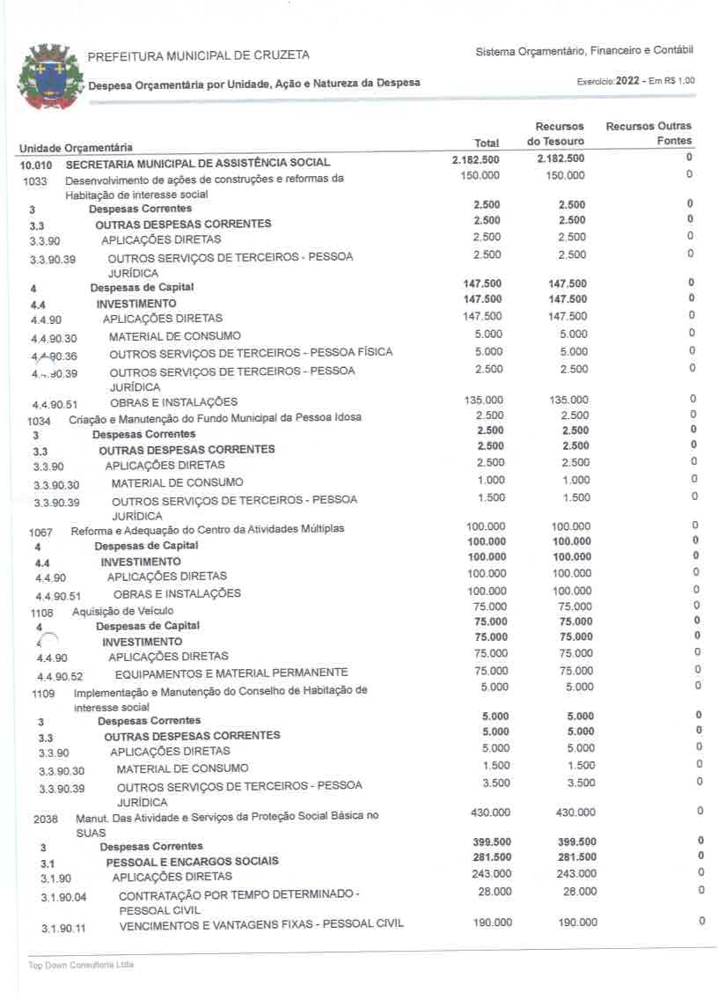 PREFEITURA MUNICIPAL DE CRUZETA
Sistema Orçamentário, Financeiro e Contábil
Despesa Orçamentária por Unidade, Ação e Natureza da Despesa
Exercício: 2022 - Em R$ 1,00
Unidade Orçamentária Total Recursos do Tesouro Recursos Outras Fontes
10.010 SECRETARIA MUNICIPAL DE ASSISTÊNCIA SOCIAL 2.182.500 2.182.500 0
1033 Desenvolvimento de ações de construções e reformas da 150.000 150.000 0
Habitação de interesse social
3 Despesas Correntes 2.500 2.500 0
3.3 OUTRAS DESPESAS CORRENTES 2.500 2.500 0
3.3.90 APLICAÇÕES DIRETAS 2.500 2.500 0
3.3.90.39 OUTROS SERVIÇOS DE TERCEIROS - PESSOA 2.500 2.500 0
JURÍDICA
4 Despesas de Capital 147.500 147.500 0
4.4 INVESTIMENTO 147.500 147.500 0
4.4.90 APLICAÇÕES DIRETAS 147.500 147.500 0
4.4.90.30 MATERIAL DE CONSUMO 5.000 5.000 0
4.4.90.36 OUTROS SERVIÇOS DE TERCEIROS - PESSOA FÍSICA 5.000 5.000 0
4.4.90.39 OUTROS SERVIÇOS DE TERCEIROS - PESSOA 2.500 2.500 0
JURÍDICA
4.4.90.51 OBRAS E INSTALAÇÕES 135.000 135.000 0
1034 Criação e Manutenção do Fundo Municipal da Pessoa Idosa 2.500 2.500 0
3 Despesas Correntes 2.500 2.500 0
3.3 OUTRAS DESPESAS CORRENTES 2.500 2.500 0
3.3.90 APLICAÇÕES DIRETAS 2.500 2.500 0
3.3.90.30 MATERIAL DE CONSUMO 1.000 1.000 0
3.3.90.39 OUTROS SERVIÇOS DE TERCEIROS - PESSOA 1.500 1.500 0
JURÍDICA
1067 Reforma e Adequação do Centro da Atividades Múltiplas 100.000 100.000 0
4 Despesas de Capital 100.000 100.000 0
4.4 INVESTIMENTO 100.000 100.000 0
4.4.90 APLICAÇÕES DIRETAS 100.000 100.000 0
4.4.90.51 OBRAS E INSTALAÇÕES 100.000 100.000 0
1108 Aquisição de Veículo 75.000 75.000 0
4 Despesas de Capital 75.000 75.000 0
INVESTIMENTO 75.000 75.000 0
4.4.90 APLICAÇÕES DIRETAS 75.000 75.000 0
4.4.90.52 EQUIPAMENTOS E MATERIAL PERMANENTE 75.000 75.000 0
1109 Implementação e Manutenção do Conselho de Habitação de 5.000 5.000 0
interesse social
3 Despesas Correntes 5.000 5.000 0
3.3 OUTRAS DESPESAS CORRENTES 5.000 5.000 0
3.3.90 APLICAÇÕES DIRETAS 5.000 5.000 0
3.3.90.30 MATERIAL DE CONSUMO 1.500 1.500 0
3.3.90.39 OUTROS SERVIÇOS DE TERCEIROS - PESSOA 3.500 3.500 0
JURÍDICA
2038 Manut. Das Atividade e Serviços da Proteção Social Básica no 430.000 430.000 0
SUAS
3 Despesas Correntes 399.500 399.500 0
3.1 PESSOAL E ENCARGOS SOCIAIS 281.500 281.500 0
3.1.90 APLICAÇÕES DIRETAS 243.000 243.000 0
3.1.90.04 CONTRATAÇÃO POR TEMPO DETERMINADO - 28.000 28.000 0
PESSOAL CIVIL
3.1.90.11 VENCIMENTOS E VANTAGENS FIXAS - PESSOAL CIVIL 190.000 190.000 0
Top Down Consultoria Ltda